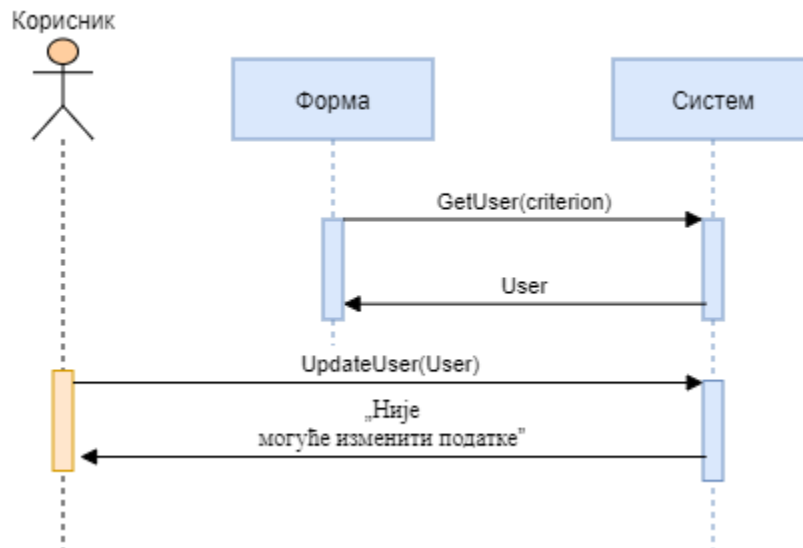 Корисник
Форма
Систем
GetUser(criterion)
User
UpdateUser(User)
„Није
могуће изменити податке”